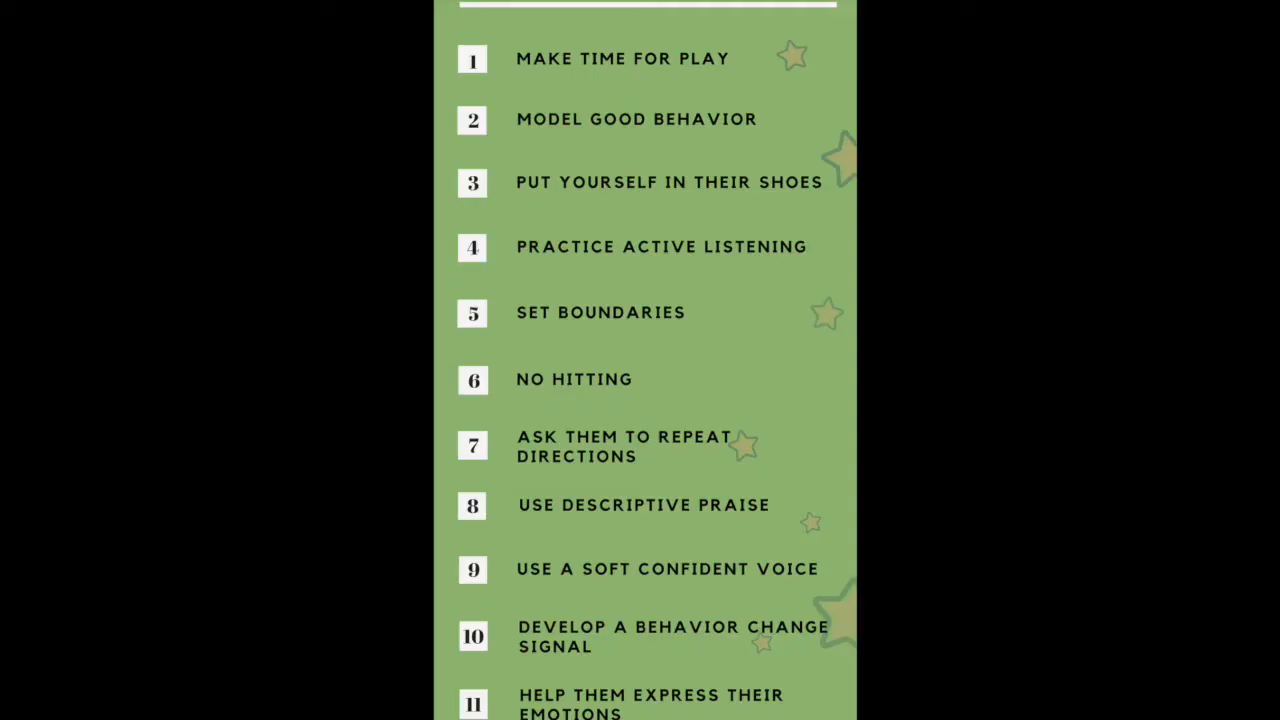 1 MAKE TIME FOR PLAY
2 MODEL GOOD BEHAVIOR
3 PUT YOURSELF IN THEIR SHOES
4 PRACTICE ACTIVE LISTENING
5 SET BOUNDARIES
6 NO HITTING
7 ASK THEM TO REPEAT
DIRECTIONS
8 USE DESCRIPTIVE PRAISE
9 USE A SOFT CONFIDENT VOICE
10 DEVELOP A BEHAVIOR CHANGE
SIGNAL
11 HELP THEM EXPRESS THEIR
EMOTIONS